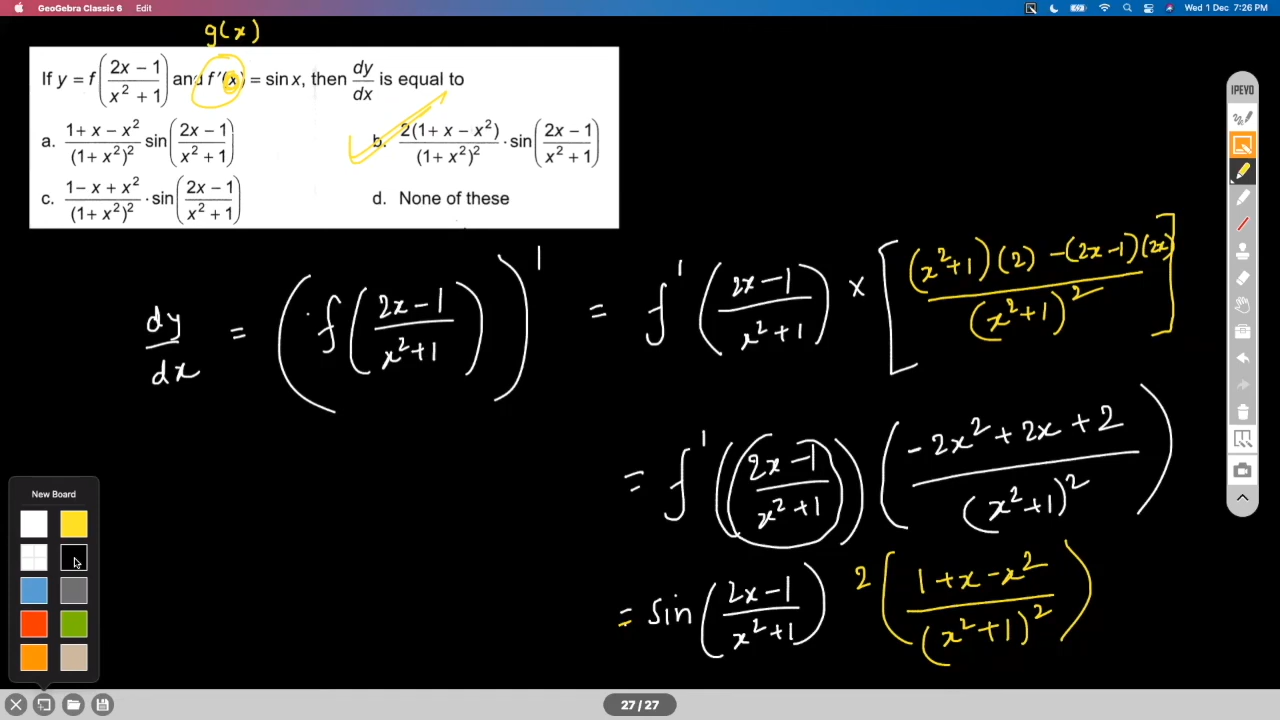 GeoGebra Classic 6 Edit Wed 1 Dec 7:26 PM
g(x)
If y = f((2x − 1)/(x² + 1)) and f′(x) = sin x, then dy/dx is equal to
a. (1 + x − x²)/(1 + x²)² sin((2x − 1)/(x² + 1)) b. 2(1 + x − x²)/(1 + x²)² · sin((2x − 1)/(x² + 1))
c. (1 − x + x²)/(1 + x²)² · sin((2x − 1)/(x² + 1)) d. None of these
dy/dx = (f((2x − 1)/(x² + 1)))′ = f′((2x − 1)/(x² + 1)) × [((x² + 1)(2) − (2x − 1)(2x))/(x² + 1)²]
= f′((2x − 1)/(x² + 1)) ((−2x² + 2x + 2)/(x² + 1)²)
= sin((2x − 1)/(x² + 1)) 2((1 + x − x²)/(x² + 1)²)
IPEVO
New Board
27 / 27